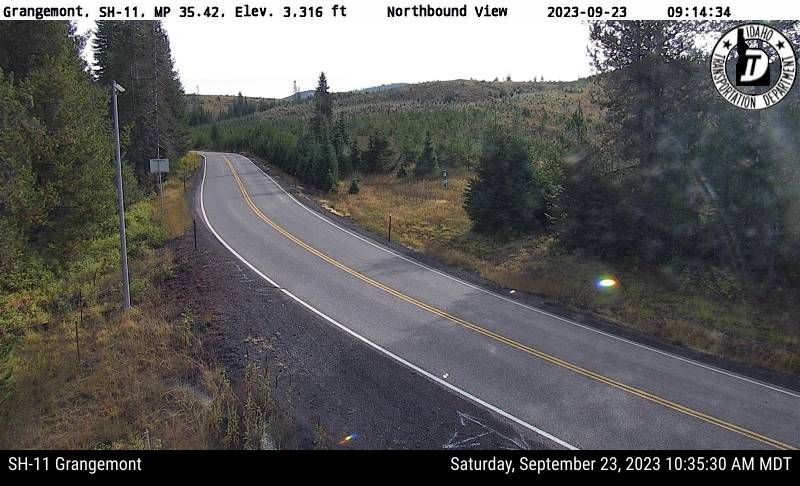 Grangemont, SH-11, MP 35.42, Elev. 3,316 ft Northbound View 2023-09-23 09:14:34
IDAHO
TRANSPORTATION DEPARTMENT
SH-11 Grangemont Saturday, September 23, 2023 10:35:30 AM MDT